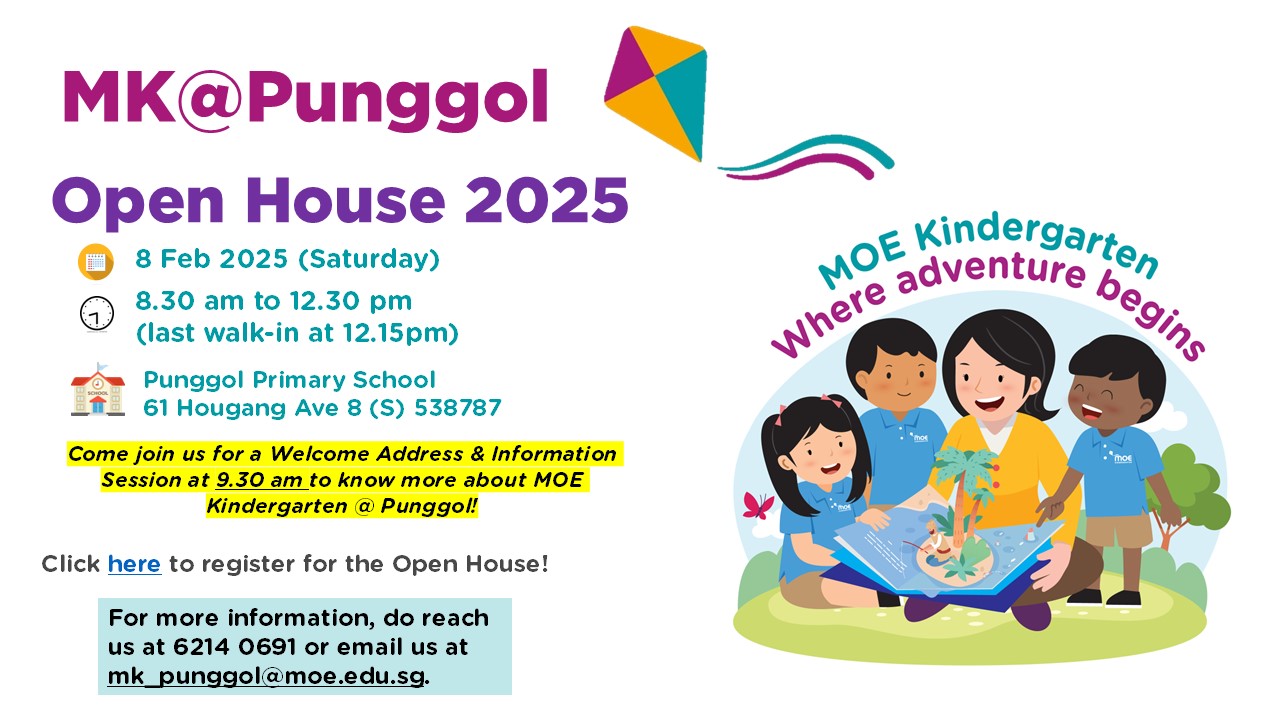 MK@Punggol
Open House 2025
8 Feb 2025 (Saturday)
8.30 am to 12.30 pm
(last walk-in at 12.15pm)
Punggol Primary School
61 Hougang Ave 8 (S) 538787
SCHOOL
Come join us for a Welcome Address & Information
Session at 9.30 am to know more about MOE
Kindergarten @ Punggol!
Click here to register for the Open House!
For more information, do reach
us at 6214 0691 or email us at
mk_punggol@moe.edu.sg.
MOE Kindergarten
Where adventure begins
moe
moe
moe